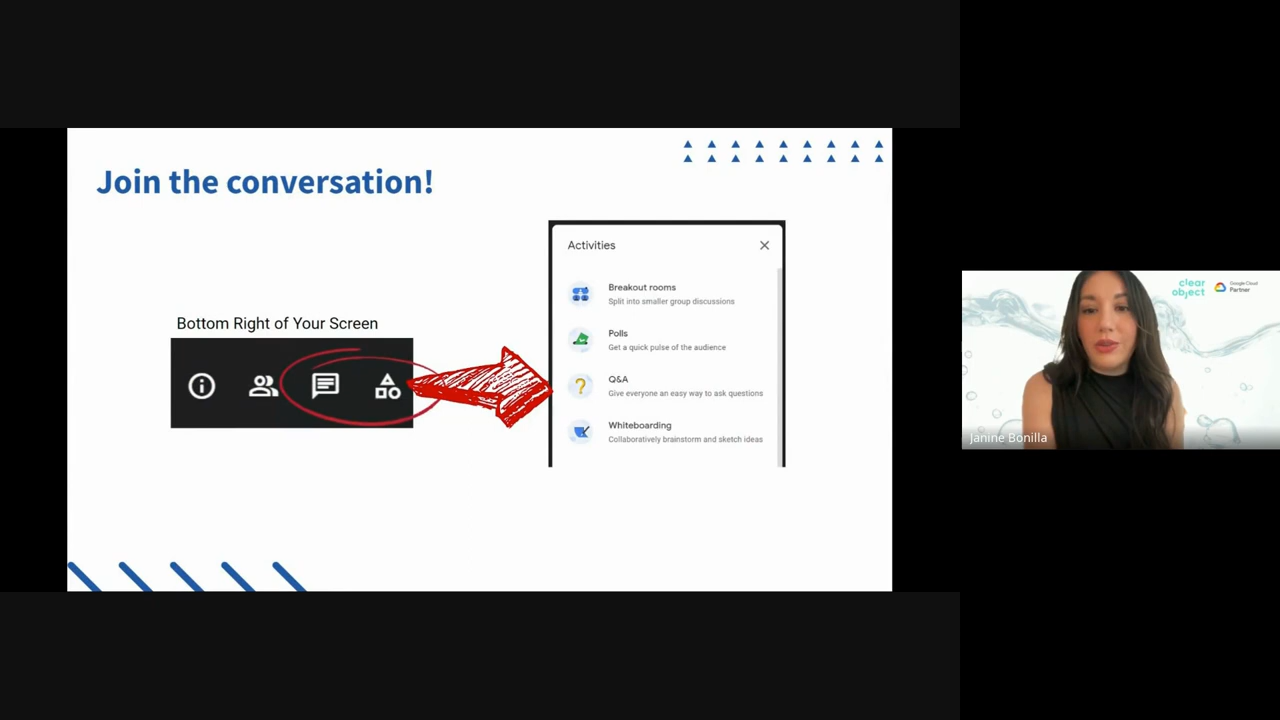 Join the conversation!
Bottom Right of Your Screen
Activities
Breakout rooms
Split into smaller group discussions
Polls
Get a quick pulse of the audience
Q&A
Give everyone an easy way to ask questions
Whiteboarding
Collaboratively brainstorm and sketch ideas
clear
object
Google Cloud
Partner
Janine Bonilla